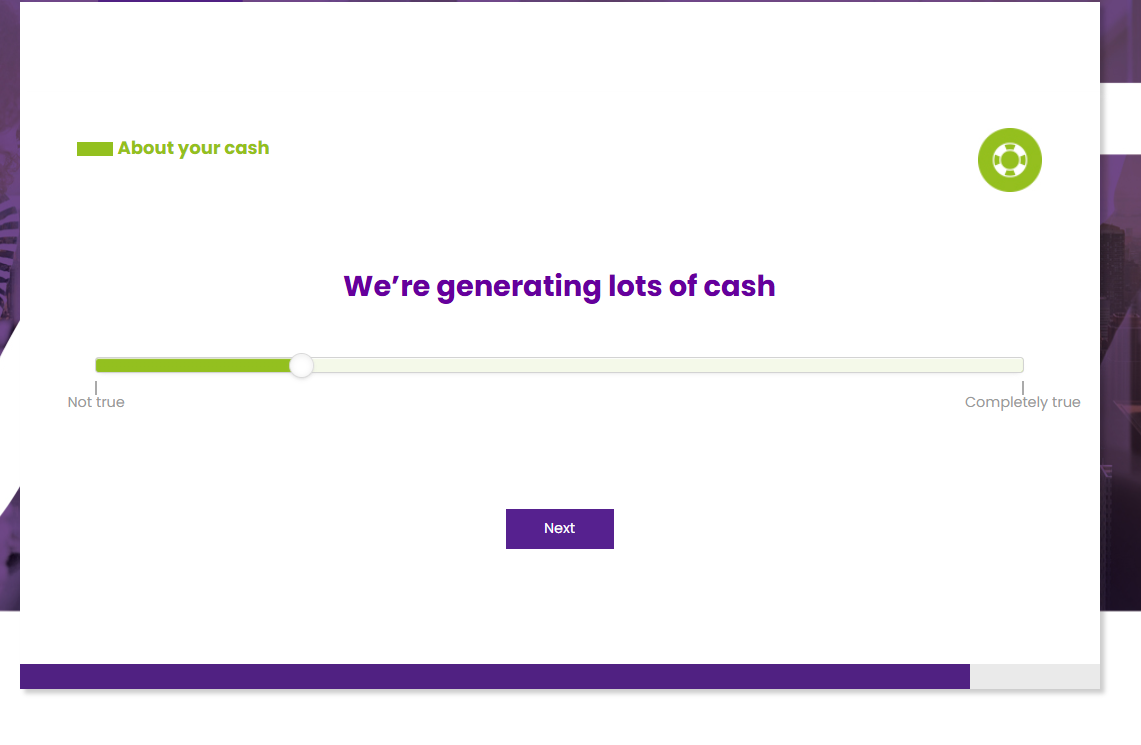 About your cash
We’re generating lots of cash
Not true
Completely true
Next